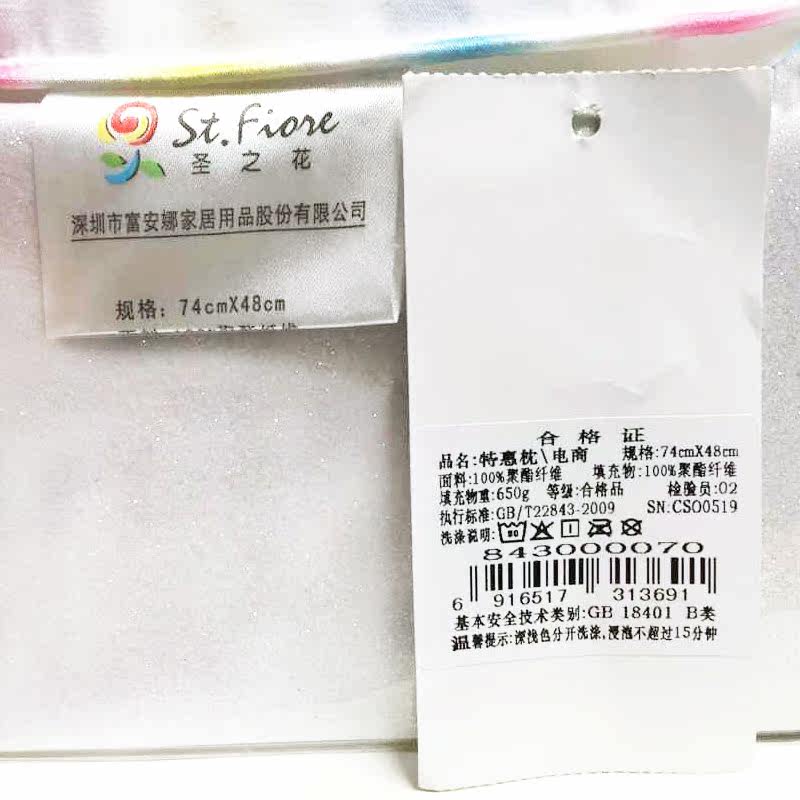 St.Fiore
圣之花
深圳市富安娜家居用品股份有限公司
规格：74cmX48cm
合格证
品名:特惠枕\电商 规格:74cmX48cm
面料:100%聚酯纤维 填充物:100%聚酯纤维
填充物重:650g 等级:合格品 检验员:02
执行标准:GB/T22843-2009 SN:CS00519
洗涤说明:
843000070
6 916517 313691
基本安全技术类别:GB 18401 B类
温馨提示:深浅色分开洗涤,浸泡不超过15分钟